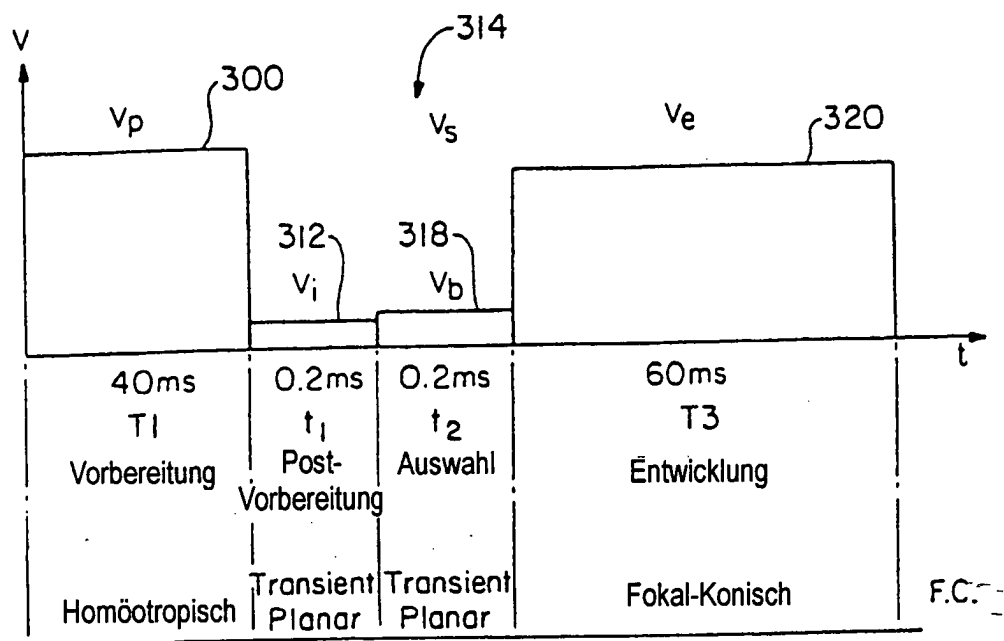 314
V
300
Vp
Vs
Ve
320
312
318
Vi
Vb
t
40ms
0.2ms
0.2ms
60ms
T1
t1
t2
T3
Vorbereitung
Post-
Vorbereitung
Auswahl
Entwicklung
Homöotropisch
Transient
Planar
Transient
Planar
Fokal-Konisch
F.C.